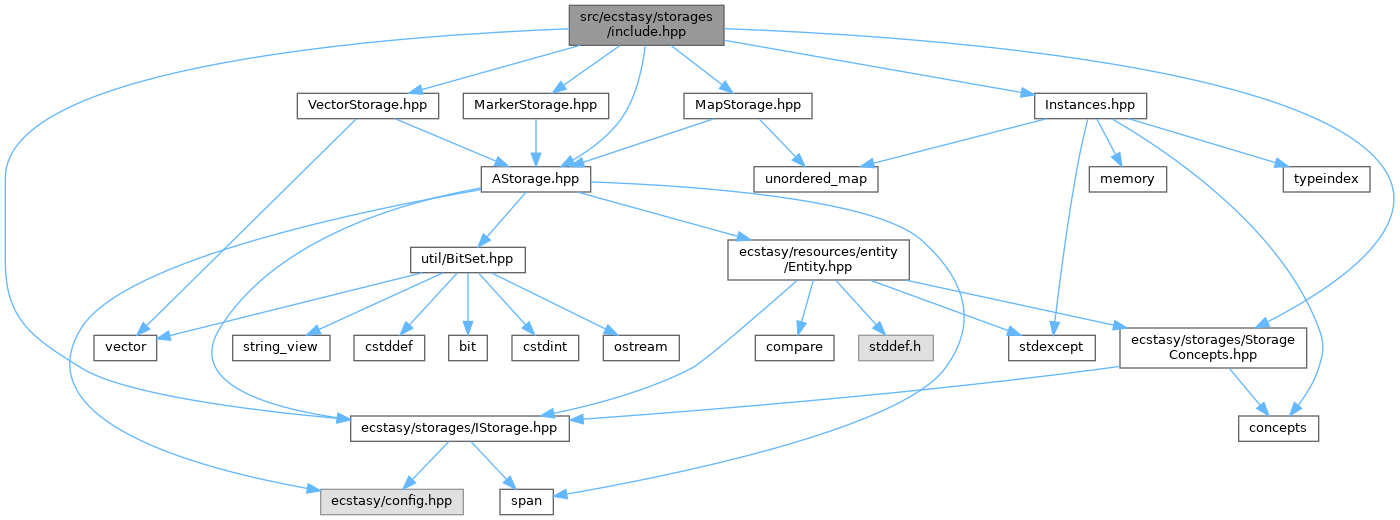 src/ecstasy/storages
/include.hpp
VectorStorage.hpp
MarkerStorage.hpp
MapStorage.hpp
Instances.hpp
AStorage.hpp
unordered_map
memory
typeindex
util/BitSet.hpp
ecstasy/resources/entity
/Entity.hpp
vector
string_view
cstddef
bit
cstdint
ostream
compare
stddef.h
stdexcept
ecstasy/storages/Storage
Concepts.hpp
ecstasy/storages/IStorage.hpp
concepts
ecstasy/config.hpp
span